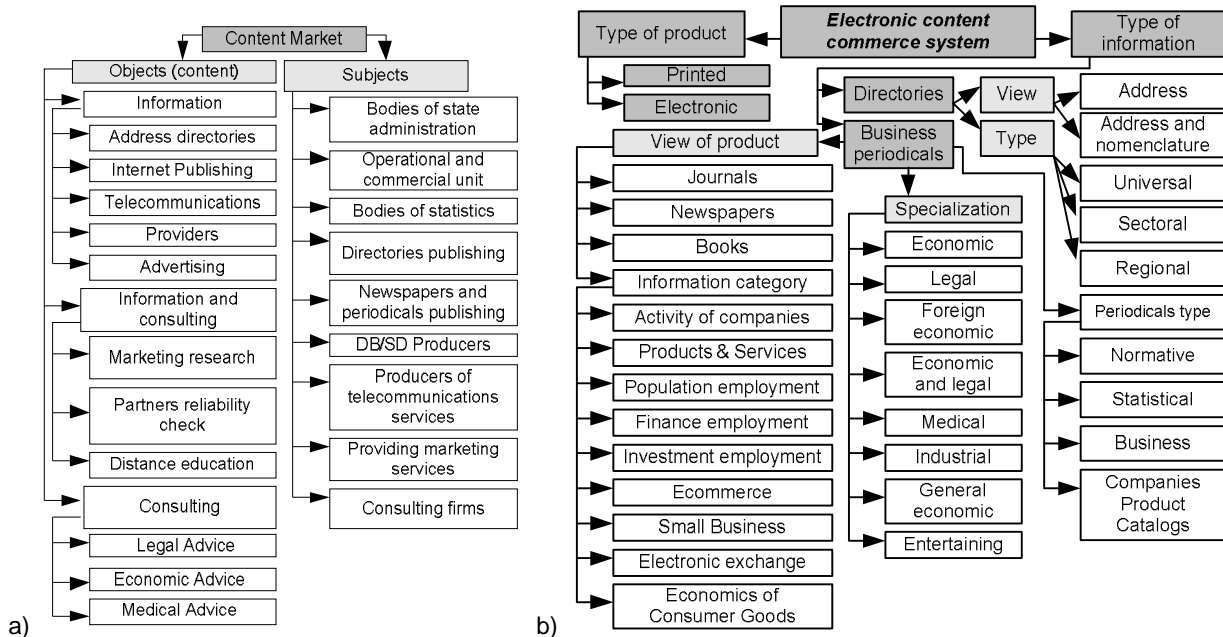 Content Market
Objects (content)
Information
Address directories
Internet Publishing
Telecommunications
Providers
Advertising
Information and
consulting
Marketing research
Partners reliability
check
Distance education
Consulting
Legal Advice
Economic Advice
Medical Advice
Subjects
Bodies of state
administration
Operational and
commercial unit
Bodies of statistics
Directories publishing
Newspapers and
periodicals publishing
DB/SD Producers
Producers of
telecommunications
services
Providing marketing
services
Consulting firms
a)
Electronic content
commerce system
Type of product
Printed
Electronic
Type of
information
Directories
View
Address
Address and
nomenclature
Type
Universal
Sectoral
Regional
Business
periodicals
View of product
Journals
Newspapers
Books
Information category
Activity of companies
Products & Services
Population employment
Finance employment
Investment employment
Ecommerce
Small Business
Electronic exchange
Economics of
Consumer Goods
Specialization
Economic
Legal
Foreign
economic
Economic
and legal
Medical
Industrial
General
economic
Entertaining
Periodicals type
Normative
Statistical
Business
Companies
Product
Catalogs
b)